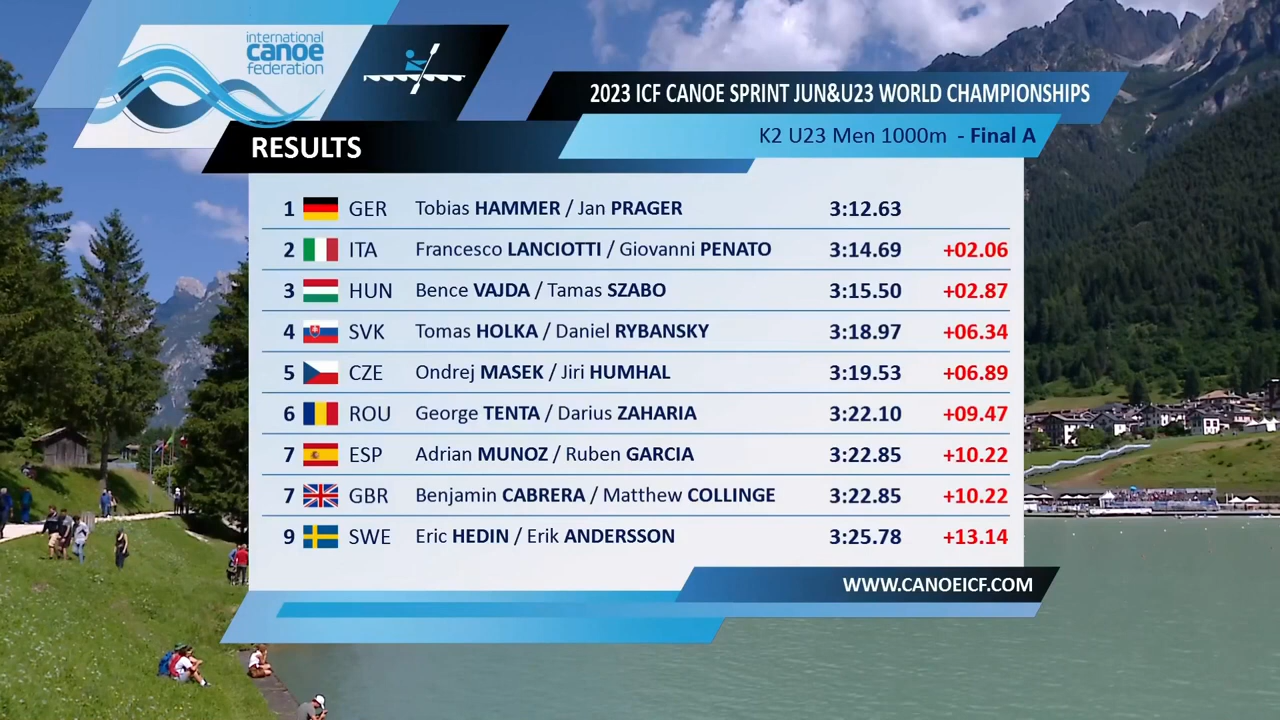 international
canoe
federation
2023 ICF CANOE SPRINT JUN&U23 WORLD CHAMPIONSHIPS
K2 U23 Men 1000m - Final A
RESULTS
1 GER Tobias HAMMER / Jan PRAGER 3:12.63
2 ITA Francesco LANCIOTTI / Giovanni PENATO 3:14.69 +02.06
3 HUN Bence VAJDA / Tamas SZABO 3:15.50 +02.87
4 SVK Tomas HOLKA / Daniel RYBANSKY 3:18.97 +06.34
5 CZE Ondrej MASEK / Jiri HUMHAL 3:19.53 +06.89
6 ROU George TENTA / Darius ZAHARIA 3:22.10 +09.47
7 ESP Adrian MUNOZ / Ruben GARCIA 3:22.85 +10.22
7 GBR Benjamin CABRERA / Matthew COLLINGE 3:22.85 +10.22
9 SWE Eric HEDIN / Erik ANDERSSON 3:25.78 +13.14
WWW.CANOEICF.COM